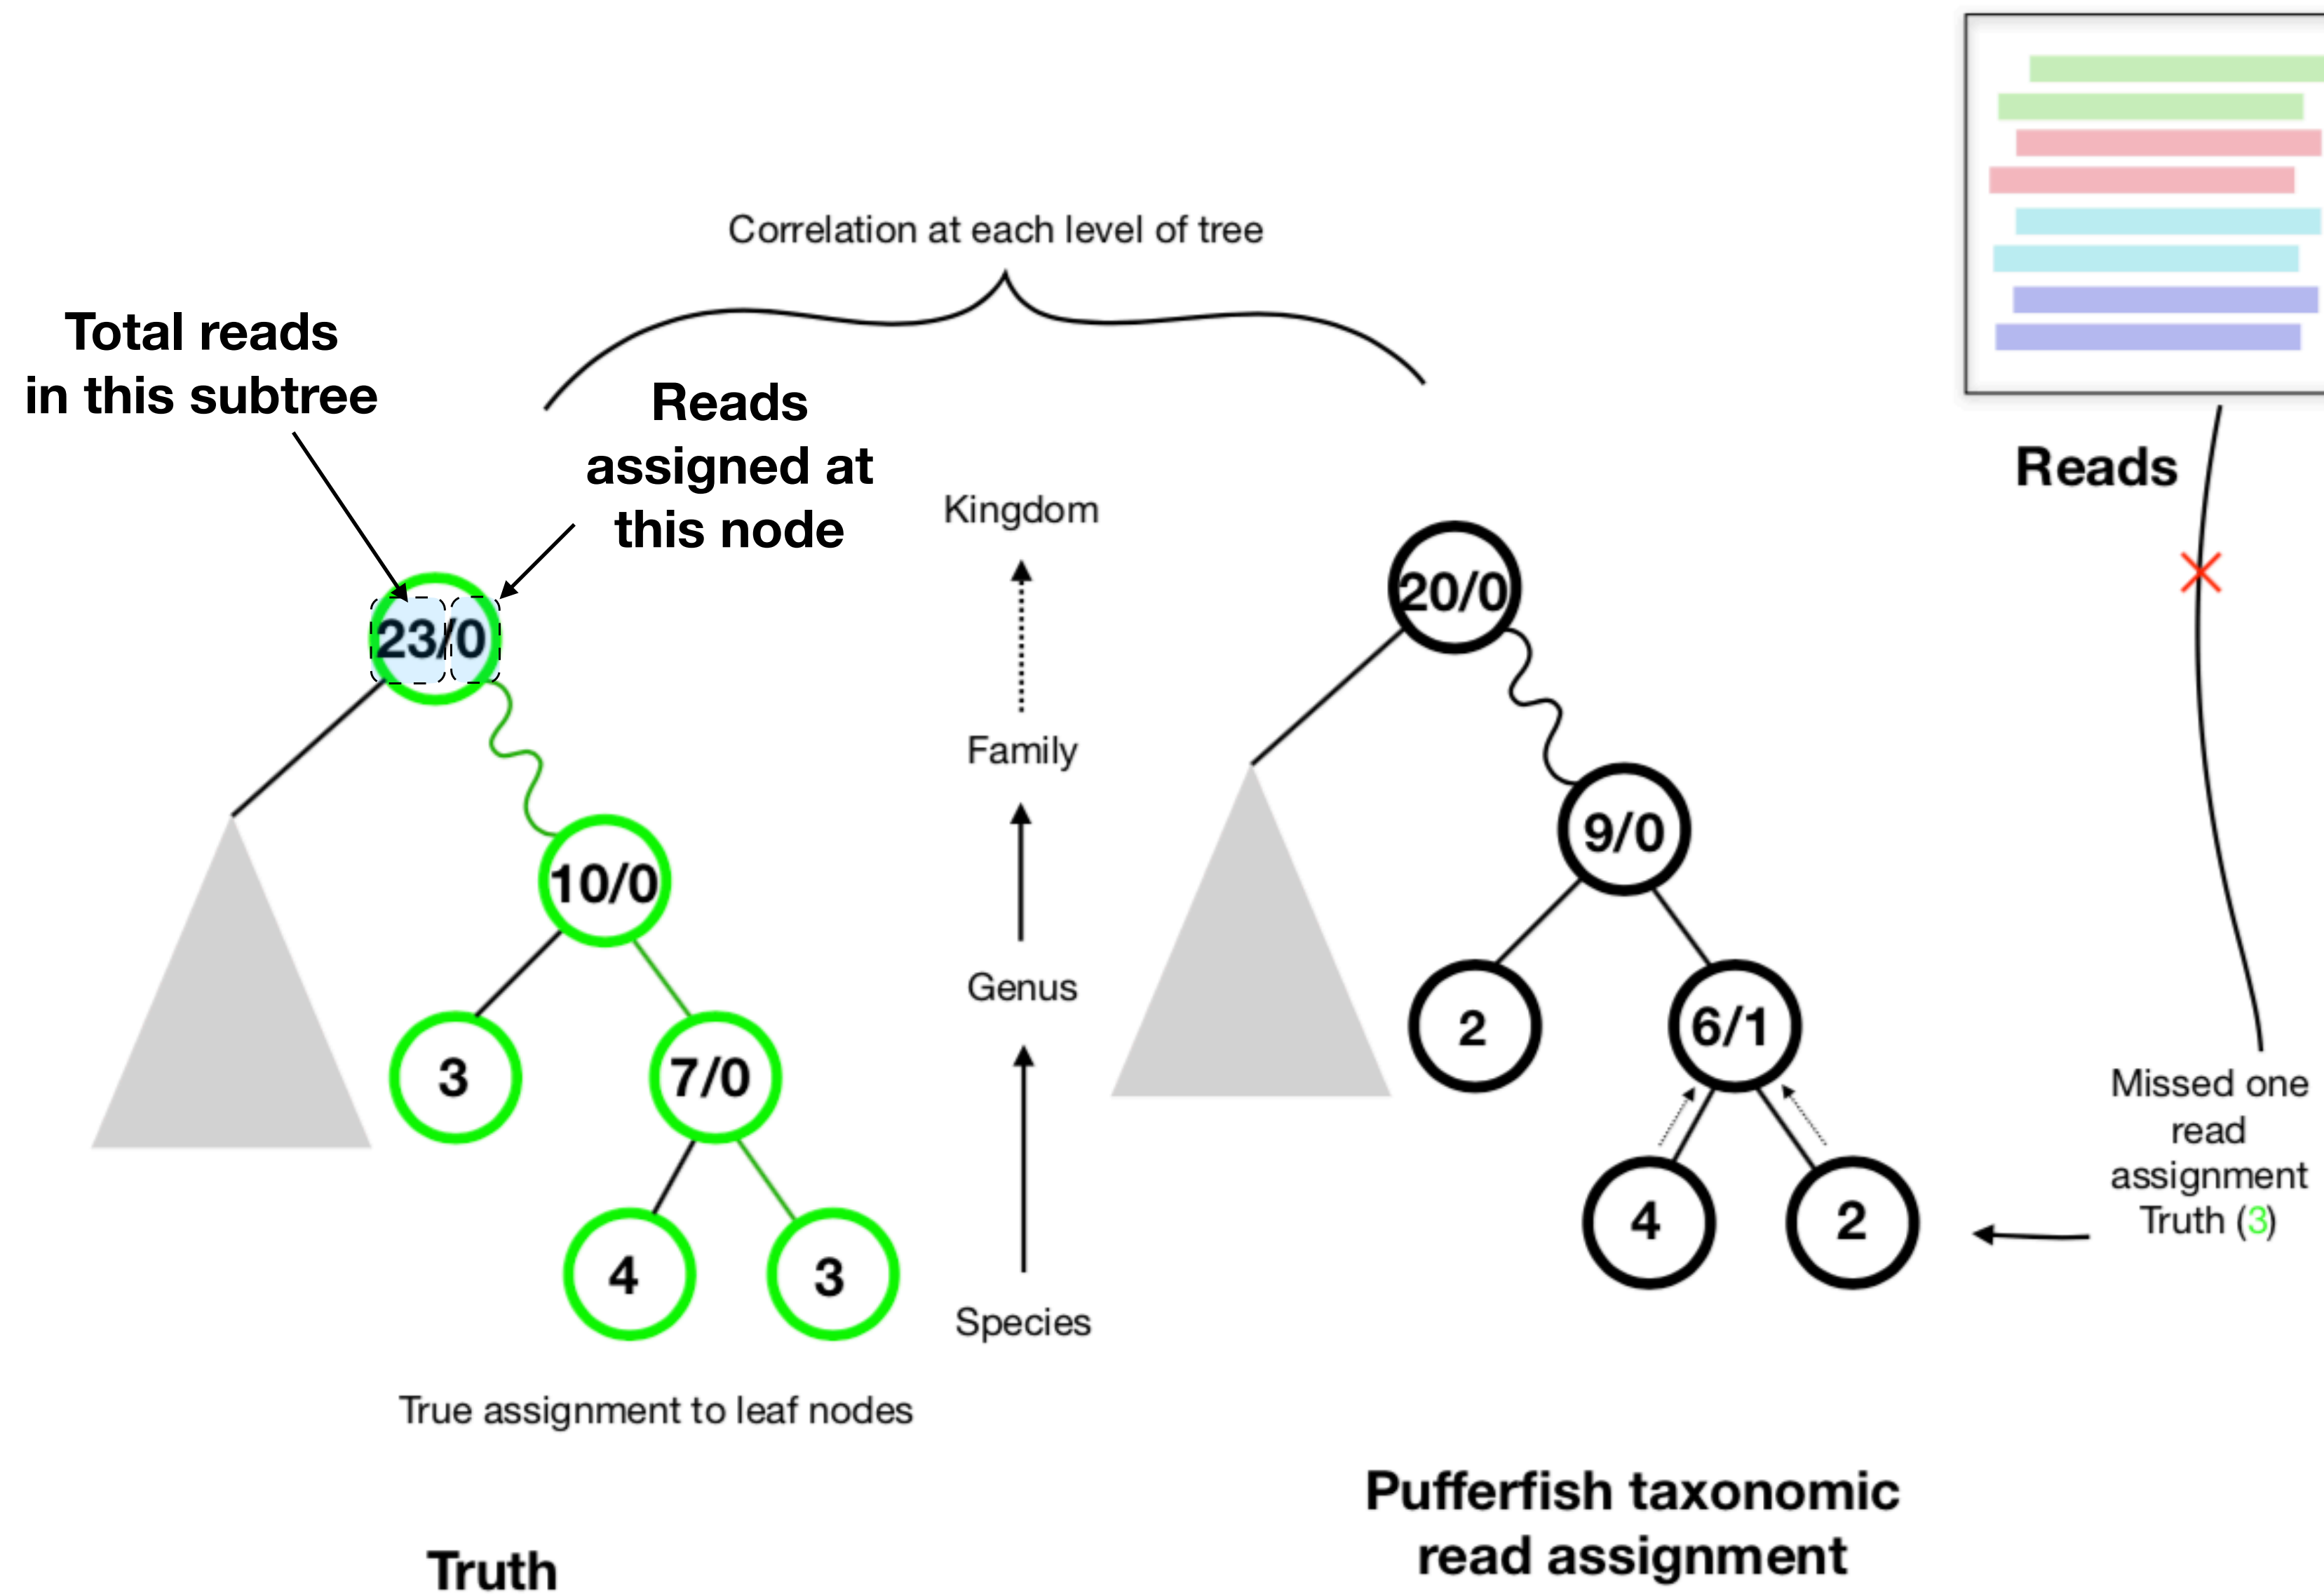 Correlation at each level of tree
Total reads
in this subtree
Reads
assigned at
this node
Reads
Kingdom
Family
Genus
Species
23/0
10/0
3
7/0
4
3
True assignment to leaf nodes
Truth
20/0
9/0
2
6/1
4
2
Missed one
read
assignment
Truth (3)
Pufferfish taxonomic
read assignment